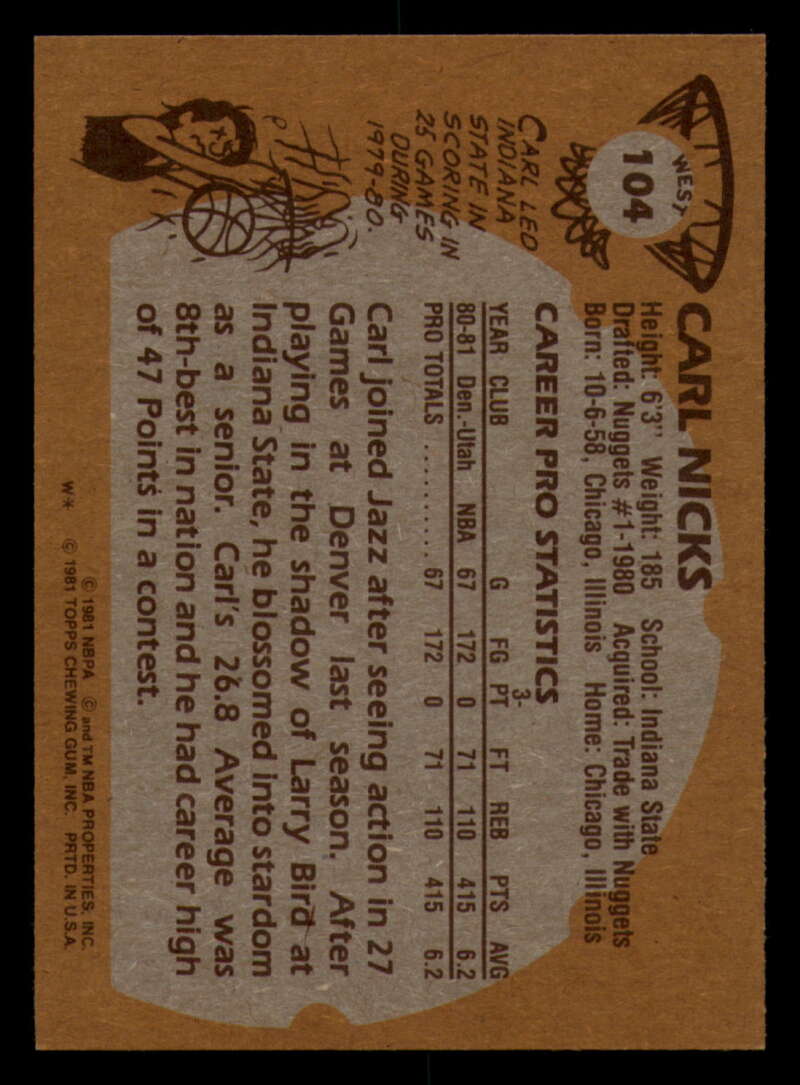 WEST
104
CARL NICKS
Height: 6'3" Weight: 185 School: Indiana State
Drafted: Nuggets #1-1980 Acquired: Trade with Nuggets
Born: 10-6-58, Chicago, Illinois Home: Chicago, Illinois
CARL LED
INDIANA
STATE IN
SCORING IN
25 GAMES
DURING
1979-80.
CAREER PRO STATISTICS
3-
YEAR CLUB G FG PT FT REB PTS AVG
80-81 Den.-Utah NBA 67 172 0 71 110 415 6.2
PRO TOTALS .......... 67 172 0 71 110 415 6.2
Carl joined Jazz after seeing action in 27
Games at Denver last season. After
playing in the shadow of Larry Bird at
Indiana State, he blossomed into stardom
as a senior. Carl's 26.8 Average was
8th-best in nation and he had career high
of 47 Points in a contest.
© 1981 NBPA © and TM NBA PROPERTIES, INC.
W* © 1981 TOPPS CHEWING GUM, INC. PRTD. IN U.S.A.